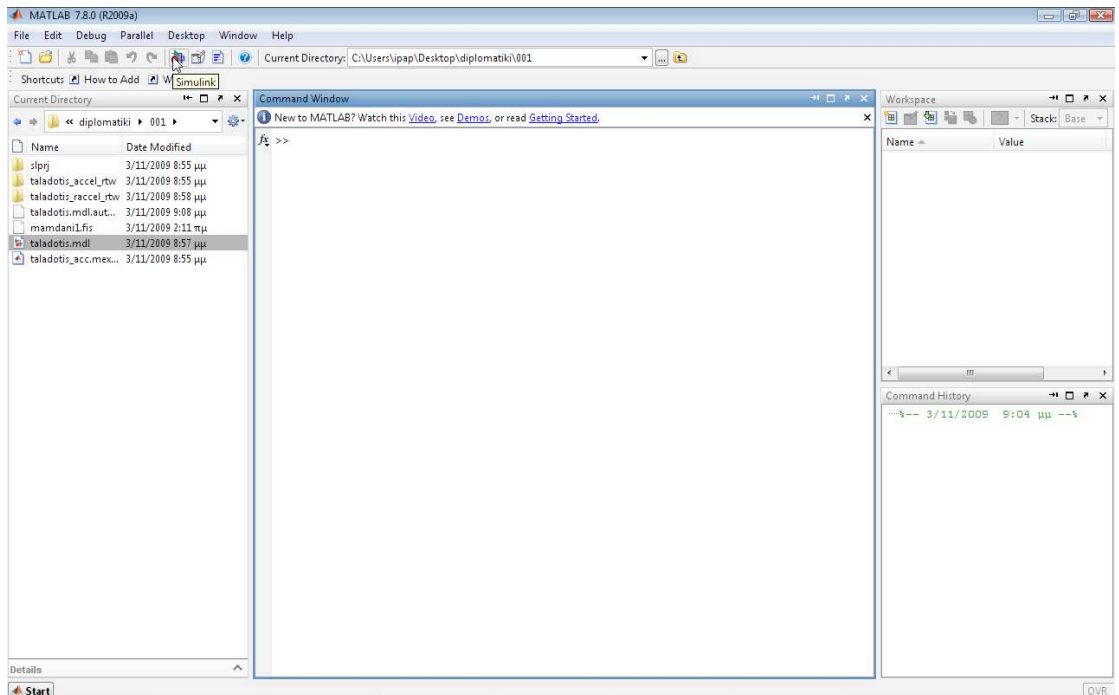 MATLAB 7.8.0 (R2009a)
File Edit Debug Parallel Desktop Window Help
Current Directory: C:\Users\ipap\Desktop\diplomatiki\001
Shortcuts How to Add W
Simulink
Current Directory
« diplomatiki ▸ 001 ▸
Name Date Modified
slprj 3/11/2009 8:55 μμ
taladotis_accel_rtw 3/11/2009 8:55 μμ
taladotis_raccel_rtw 3/11/2009 8:58 μμ
taladotis.mdl.aut... 3/11/2009 9:08 μμ
mamdani1.fis 3/11/2009 2:11 πμ
taladotis.mdl 3/11/2009 8:57 μμ
taladotis_acc.mex... 3/11/2009 8:55 μμ
Details
Start
Command Window
New to MATLAB? Watch this Video, see Demos, or read Getting Started.
fx >>
Workspace
Stack: Base
Name Value
Command History
%-- 3/11/2009 9:04 μμ --%
OVR